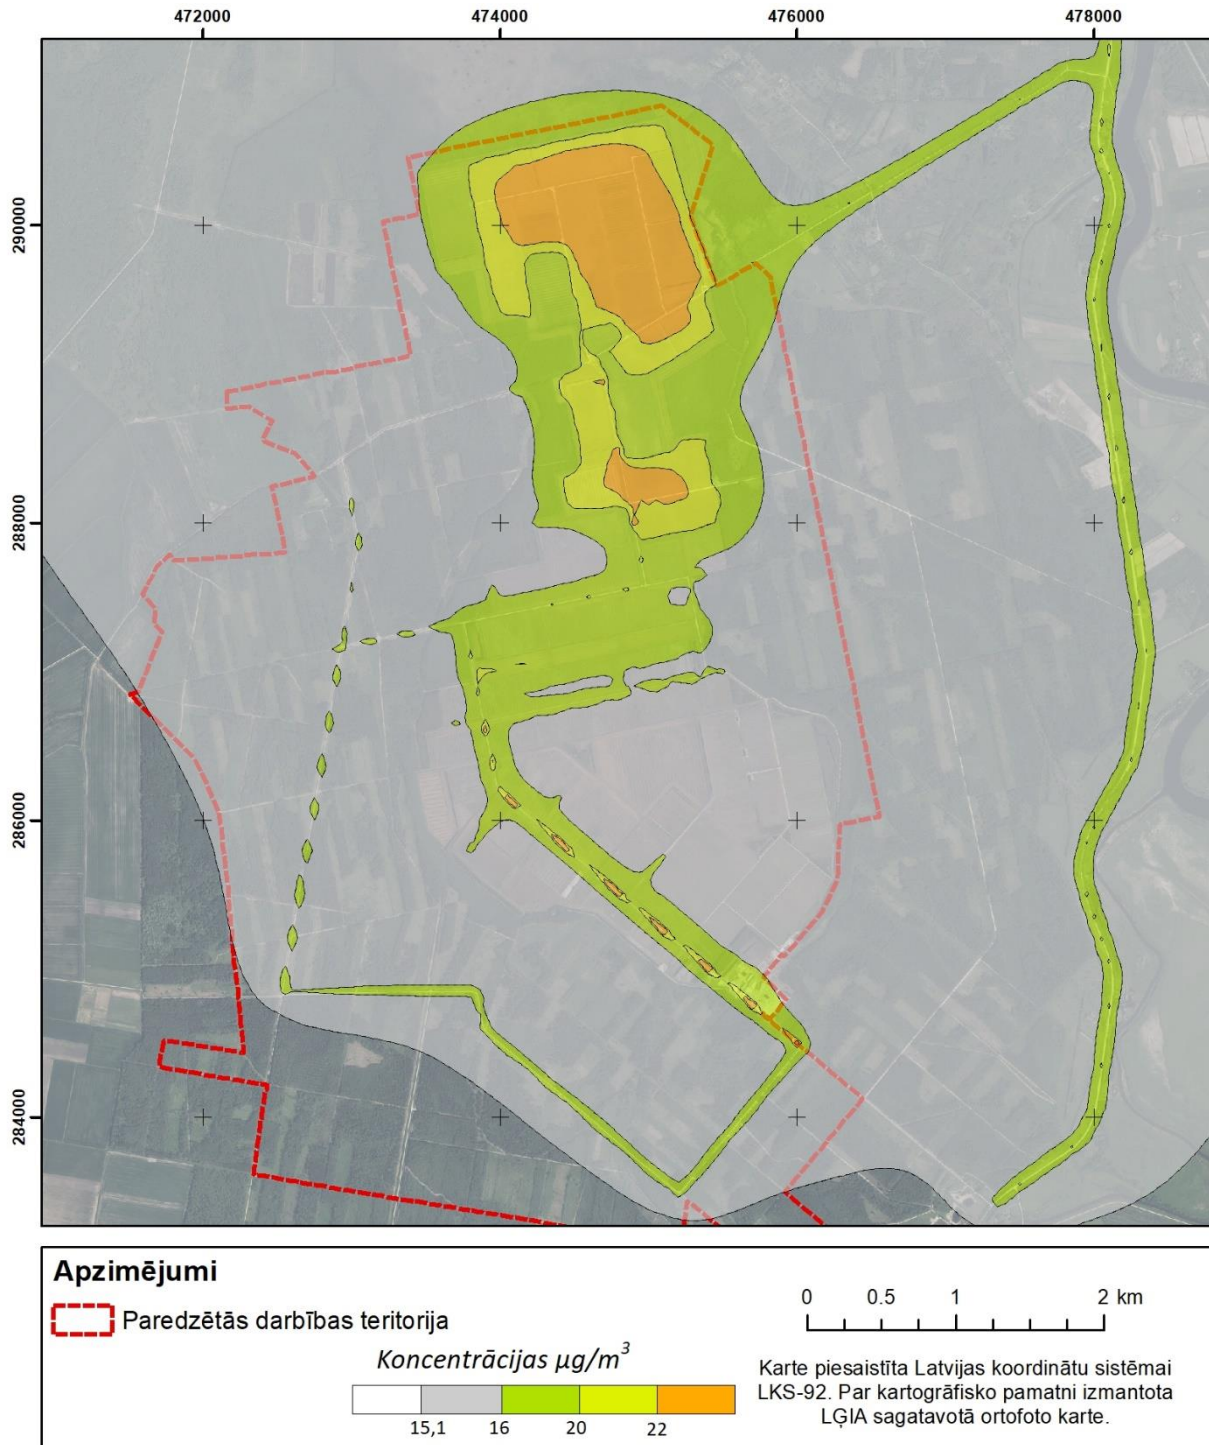 472000 474000 476000 478000
290000
288000
286000
284000
Apzīmējumi
Paredzētās darbības teritorija
Koncentrācijas µg/m³
15,1 16 20 22
0 0.5 1 2 km
Karte piesaistīta Latvijas koordinātu sistēmai
LKS-92. Par kartogrāfisko pamatni izmantota
LĢIA sagatavotā ortofoto karte.